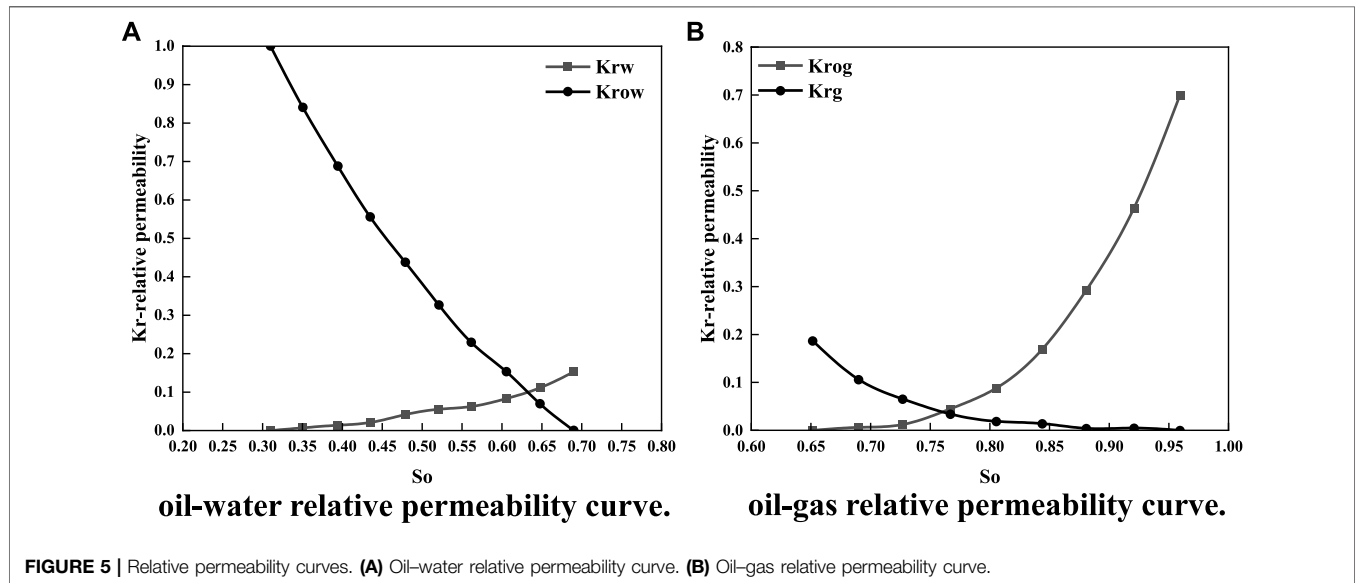 A
B
1.0
0.9
0.8
0.7
0.6
0.5
0.4
0.3
0.2
0.1
0.0
Kr-relative permeability
Krw
Krow
0.20 0.25 0.30 0.35 0.40 0.45 0.50 0.55 0.60 0.65 0.70 0.75 0.80
So
oil-water relative permeability curve.
0.8
0.7
0.6
0.5
0.4
0.3
0.2
0.1
0.0
Kr-relative permeability
Krog
Krg
0.60 0.65 0.70 0.75 0.80 0.85 0.90 0.95 1.00
So
oil-gas relative permeability curve.
FIGURE 5 | Relative permeability curves. (A) Oil–water relative permeability curve. (B) Oil–gas relative permeability curve.